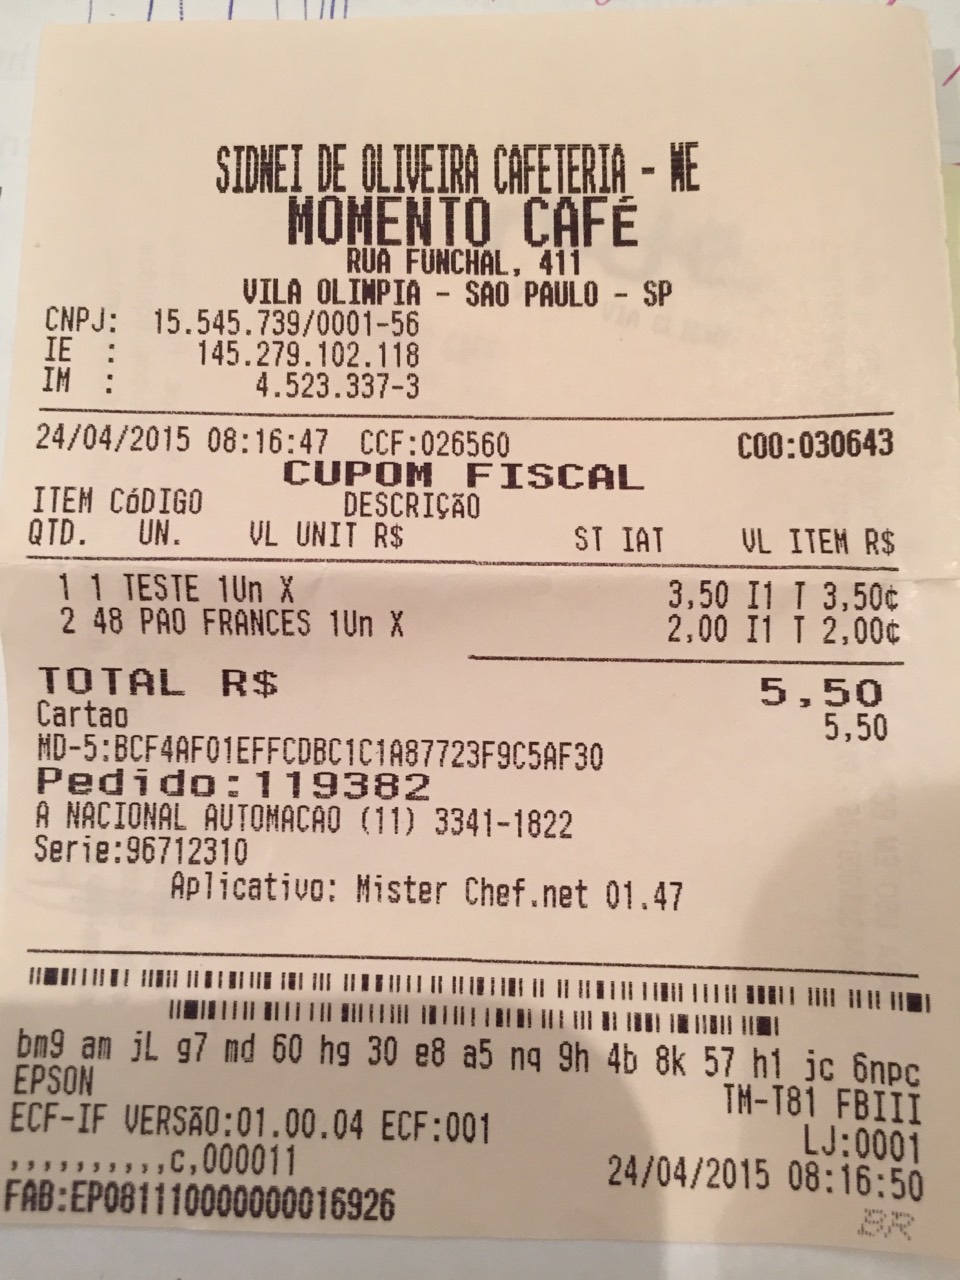 SIDNEI DE OLIVEIRA CAFETERIA - ME
MOMENTO CAFÉ
RUA FUNCHAL, 411
VILA OLIMPIA - SAO PAULO - SP
CNPJ: 15.545.739/0001-56
IE : 145.279.102.118
IM : 4.523.337-3
24/04/2015 08:16:47 CCF:026560 COO:030643
CUPOM FISCAL
ITEM CóDIGO DESCRIÇãO
QTD. UN. VL UNIT R$ ST IAT VL ITEM R$
1 1 TESTE 1Un X 3,50 I1 T 3,50¢
2 48 PAO FRANCES 1Un X 2,00 I1 T 2,00¢
TOTAL R$ 5,50
Cartao 5,50
MD-5:BCF4AF01EFFCDBC1C1A87723F9C5AF30
Pedido:119382
A NACIONAL AUTOMACAO (11) 3341-1822
Serie:96712310
Aplicativo: Mister Chef.net 01.47
bm9 am jL g7 md 60 hg 30 e8 a5 nq 9h 4b 8k 57 h1 jc 6npc
EPSON TM-T81 FBIII
ECF-IF VERSãO:01.00.04 ECF:001 LJ:0001
,,,,,,,,,,c,000011 24/04/2015 08:16:50
FAB:EP081110000000016926 BR